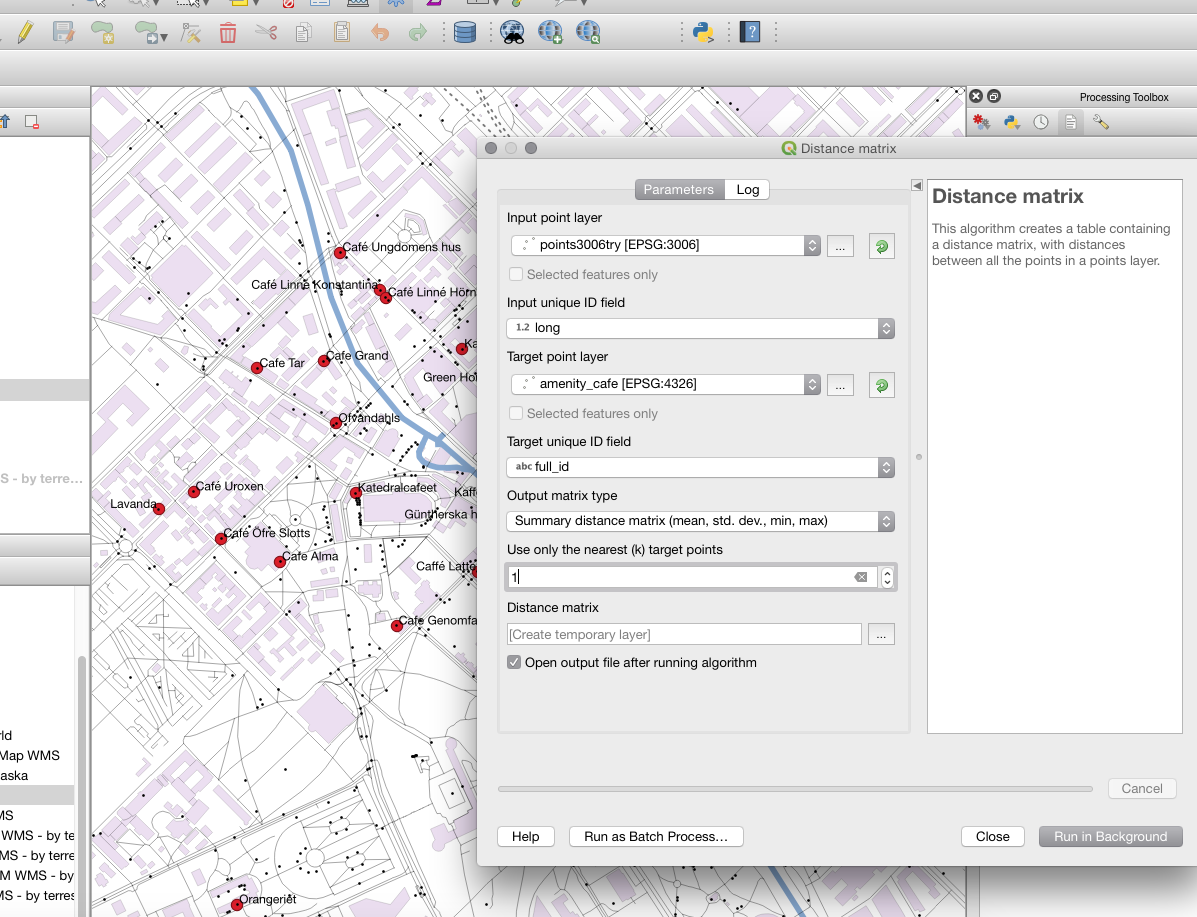 Processing Toolbox
Distance matrix
Parameters
Log
Input point layer
points3006try [EPSG:3006]
...
Selected features only
Input unique ID field
1.2 long
Target point layer
amenity_cafe [EPSG:4326]
...
Selected features only
Target unique ID field
abc full_id
Output matrix type
Summary distance matrix (mean, std. dev., min, max)
Use only the nearest (k) target points
1
Distance matrix
[Create temporary layer]
...
Open output file after running algorithm
Distance matrix
This algorithm creates a table containing
a distance matrix, with distances
between all the points in a points layer.
Cancel
Help
Run as Batch Process...
Close
Run in Background
Café Ungdomens hus
Café Linné Konstantina
Café Linné Hörn
Ka
Cafe Grand
Cafe Tar
Green Ho
Ofvandahls
Café Uroxen
Katedralcafeet
Kaff
Lavanda
Güntherska h
Café Öfre Slotts
Cafe Alma
Caffé Latte
Cafe Genomfa
Orangeriet
S - by terre...
rld
Map WMS
aska
MS
WMS - by te
MS - by terre
M WMS - by
MS - by terres